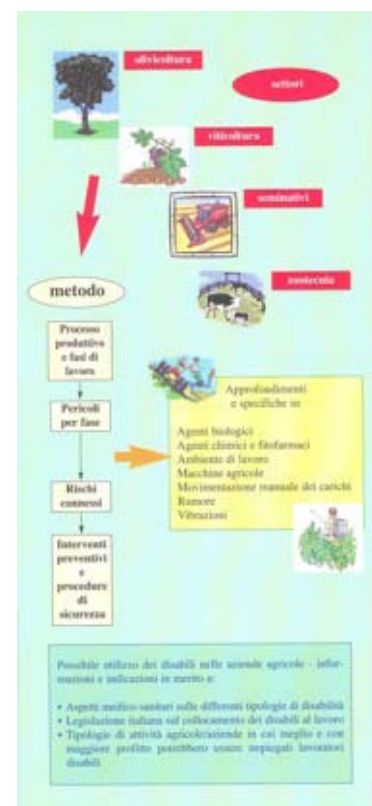 olivicoltura
settori
viticoltura
seminativi
zootecnia
metodo
Processo
produttivo
e fasi di
lavoro
Pericoli
per fase
Rischi
connessi
Interventi
preventivi
e
procedure
di
sicurezza
Approfondimenti
e specifiche in
Agenti biologici
Agenti chimici e fitofarmaci
Ambiente di lavoro
Macchine agricole
Movimentazione manuale dei carichi
Rumore
Vibrazioni
Possibile utilizzo dei disabili nelle aziende agricole - infor-
mazioni e indicazioni in merito a:
• Aspetti medico-sanitari sulle differenti tipologie di disabilità
• Legislazione italiana sul collocamento dei disabili al lavoro
• Tipologie di attività agricole/aziende in cui meglio e con
maggiore profitto potrebbero essere impiegati lavoratori
disabili